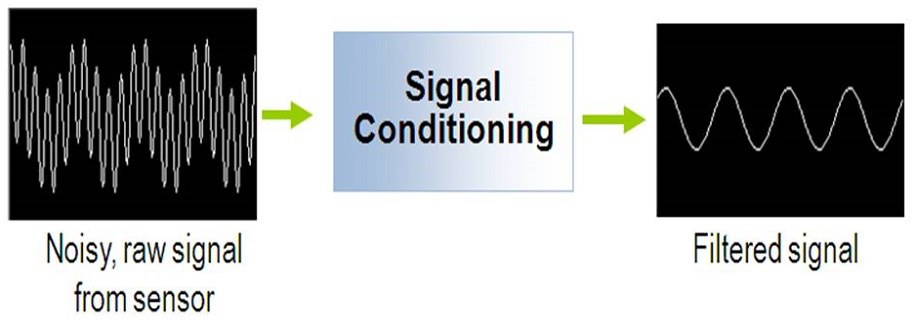 Signal
Conditioning
Noisy, raw signal
from sensor
Filtered signal